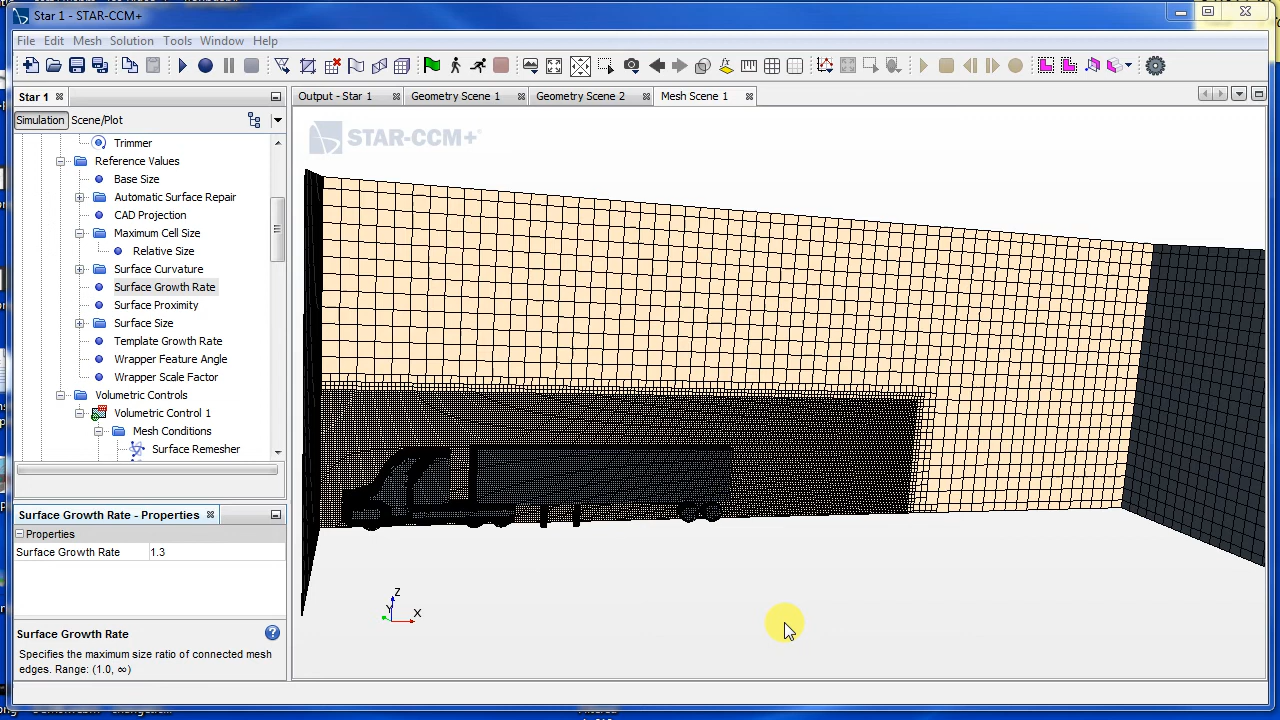 Star 1 - STAR-CCM+
File Edit Mesh Solution Tools Window Help
Star 1
Output - Star 1 Geometry Scene 1 Geometry Scene 2 Mesh Scene 1
Simulation Scene/Plot
Trimmer
Reference Values
Base Size
Automatic Surface Repair
CAD Projection
Maximum Cell Size
Relative Size
Surface Curvature
Surface Growth Rate
Surface Proximity
Surface Size
Template Growth Rate
Wrapper Feature Angle
Wrapper Scale Factor
Volumetric Controls
Volumetric Control 1
Mesh Conditions
Surface Remesher
Surface Growth Rate - Properties
Properties
Surface Growth Rate 1.3
Surface Growth Rate
Specifies the maximum size ratio of connected mesh
edges. Range: (1.0, ∞)
STAR-CCM+
Z
Y
X